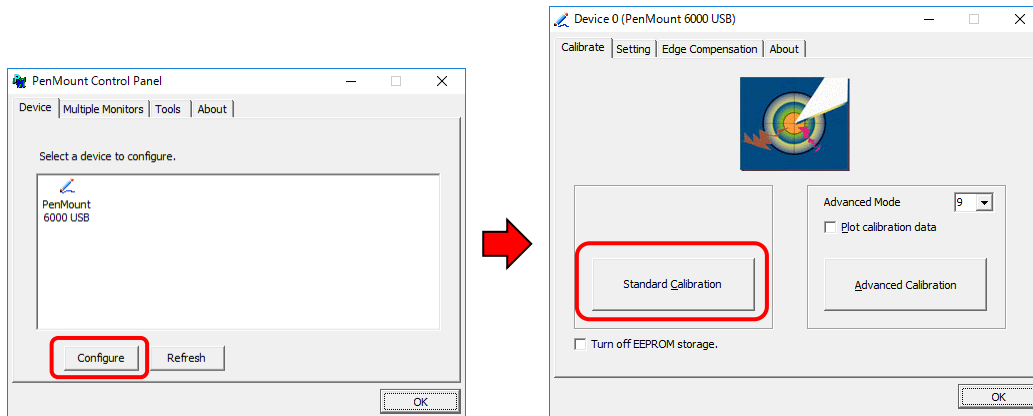 PenMount Control Panel
Device Multiple Monitors Tools About
Select a device to configure.
PenMount
6000 USB
Configure Refresh
OK
Device 0 (PenMount 6000 USB)
Calibrate Setting Edge Compensation About
Advanced Mode 9
Plot calibration data
Standard Calibration Advanced Calibration
Turn off EEPROM storage.
OK